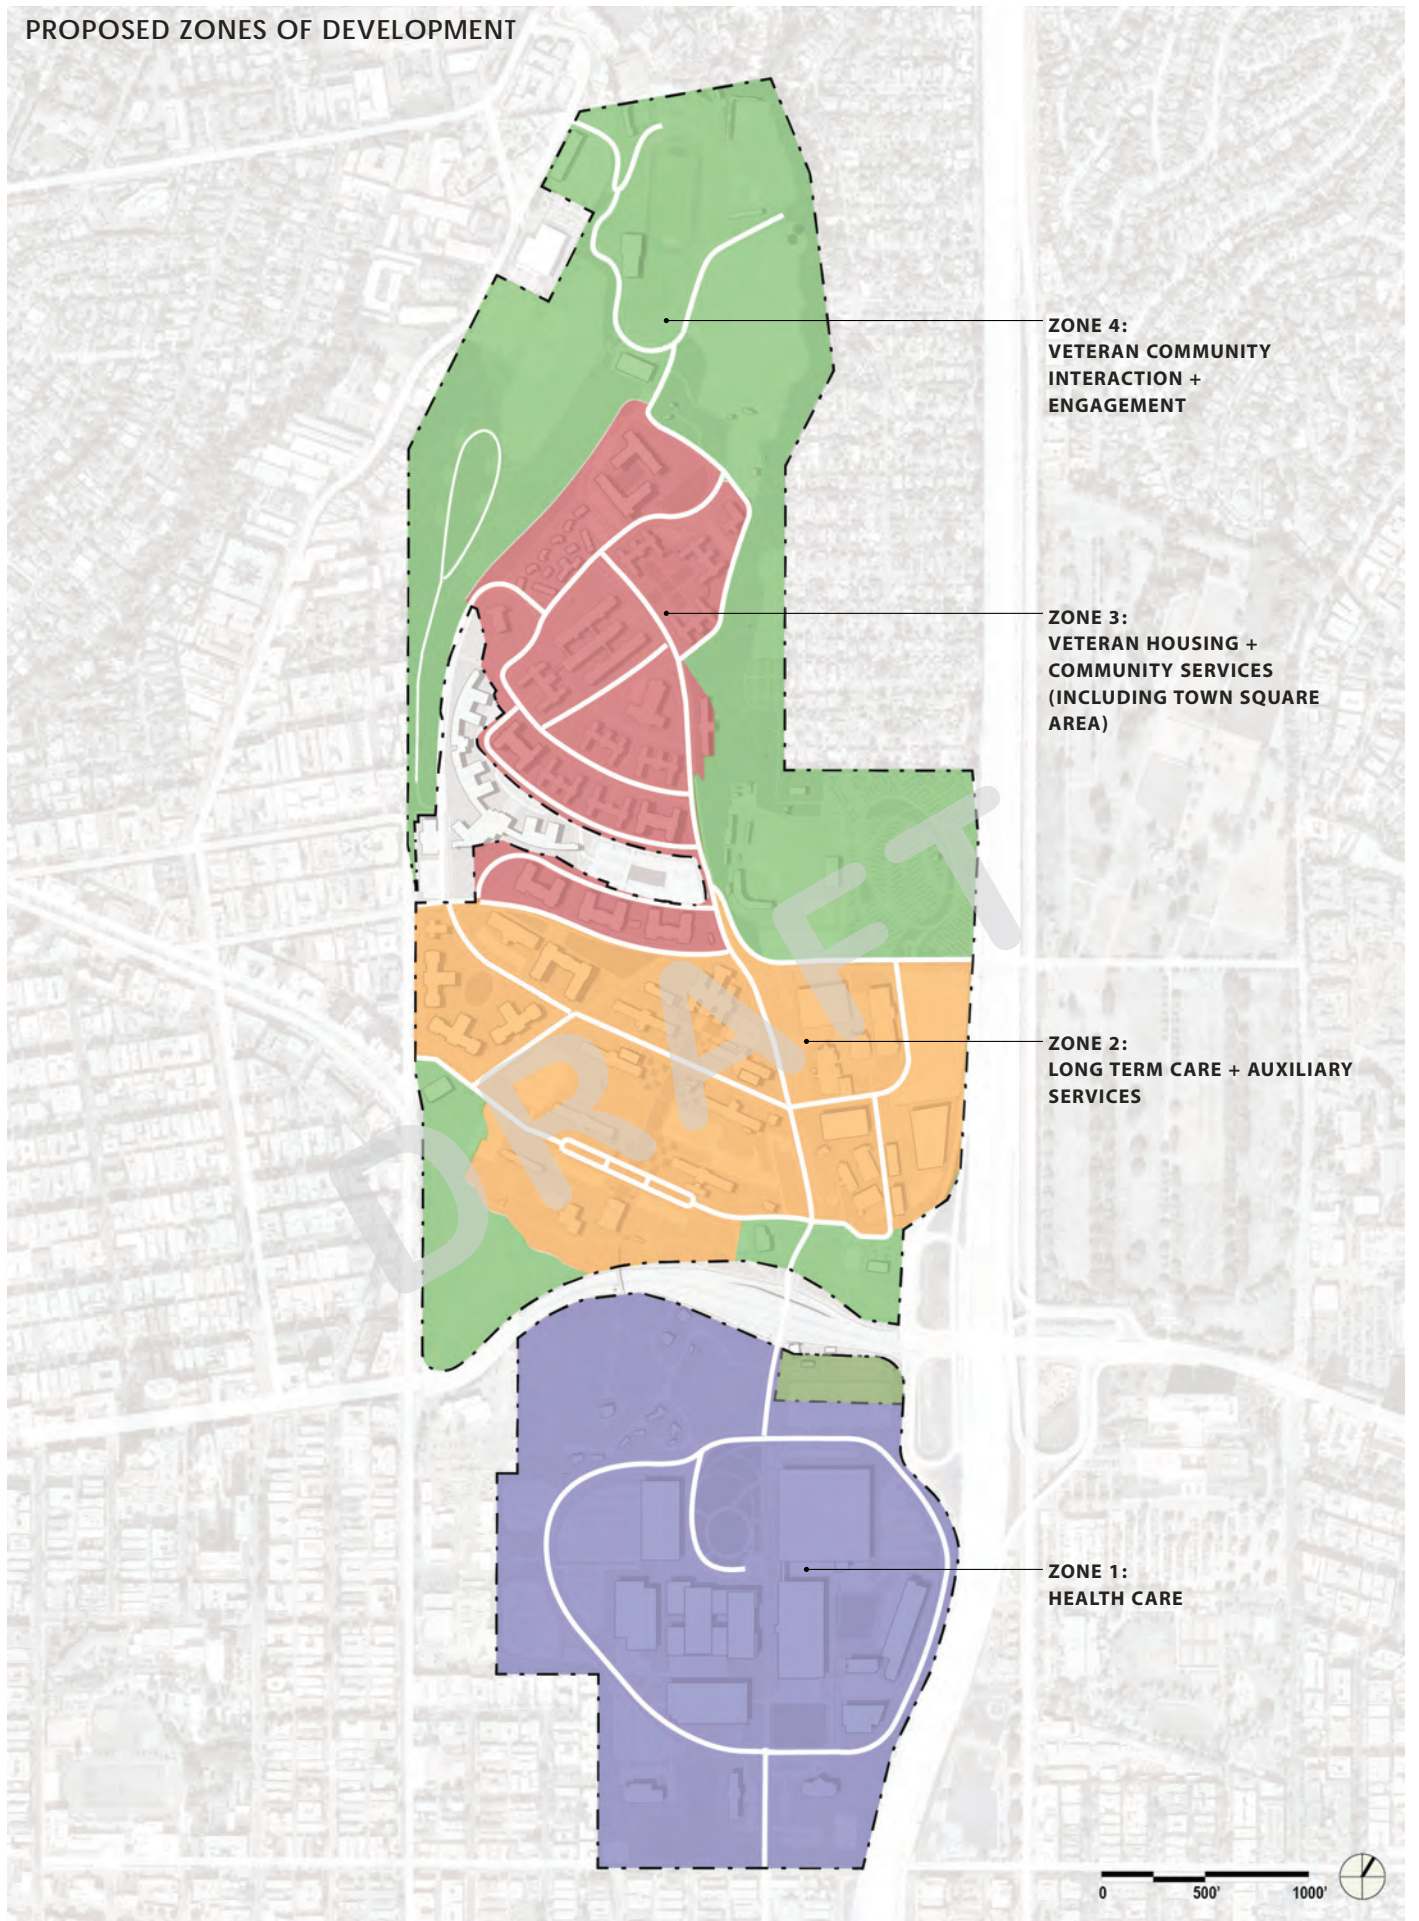 PROPOSED ZONES OF DEVELOPMENT
ZONE 4:
VETERAN COMMUNITY
INTERACTION +
ENGAGEMENT
ZONE 3:
VETERAN HOUSING +
COMMUNITY SERVICES
(INCLUDING TOWN SQUARE
AREA)
DRAFT
ZONE 2:
LONG TERM CARE + AUXILIARY
SERVICES
ZONE 1:
HEALTH CARE
0 500' 1000'